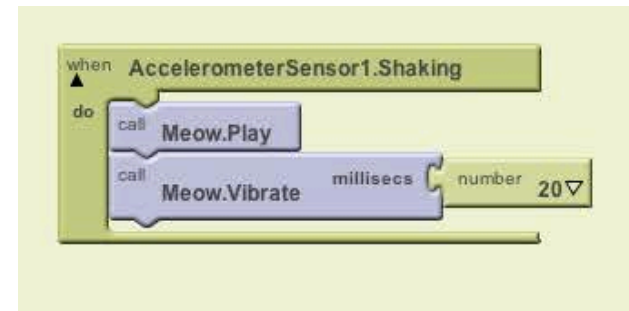 when AccelerometerSensor1.Shaking
do
call Meow.Play
call Meow.Vibrate millisecs number 20